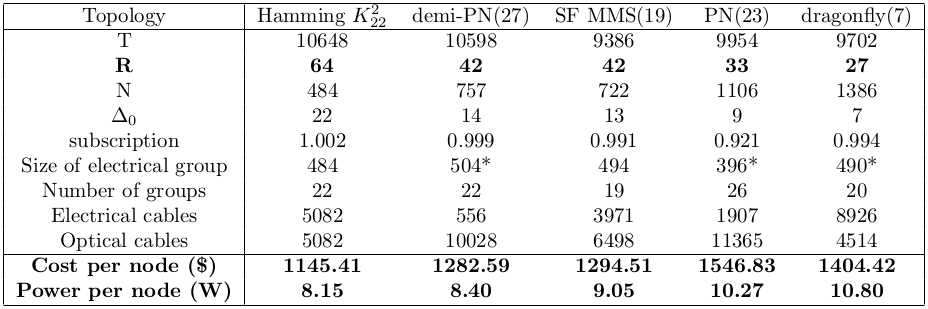 Topology Hamming K²₂₂ demi-PN(27) SF MMS(19) PN(23) dragonfly(7)
T 10648 10598 9386 9954 9702
R 64 42 42 33 27
N 484 757 722 1106 1386
Δ₀ 22 14 13 9 7
subscription 1.002 0.999 0.991 0.921 0.994
Size of electrical group 484 504* 494 396* 490*
Number of groups 22 22 19 26 20
Electrical cables 5082 556 3971 1907 8926
Optical cables 5082 10028 6498 11365 4514
Cost per node ($) 1145.41 1282.59 1294.51 1546.83 1404.42
Power per node (W) 8.15 8.40 9.05 10.27 10.80